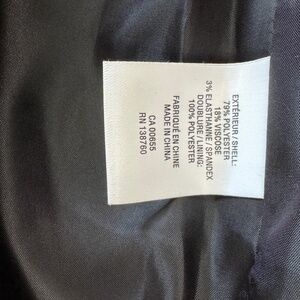 EXTÉRIEUR / SHELL:
79% POLYESTER
18% VISCOSE
3% ELASTHANNE / SPANDEX
DOUBLURE / LINING:
100% POLYESTER
FABRIQUÉ EN CHINE
MADE IN CHINA
CA 00655
RN 138760